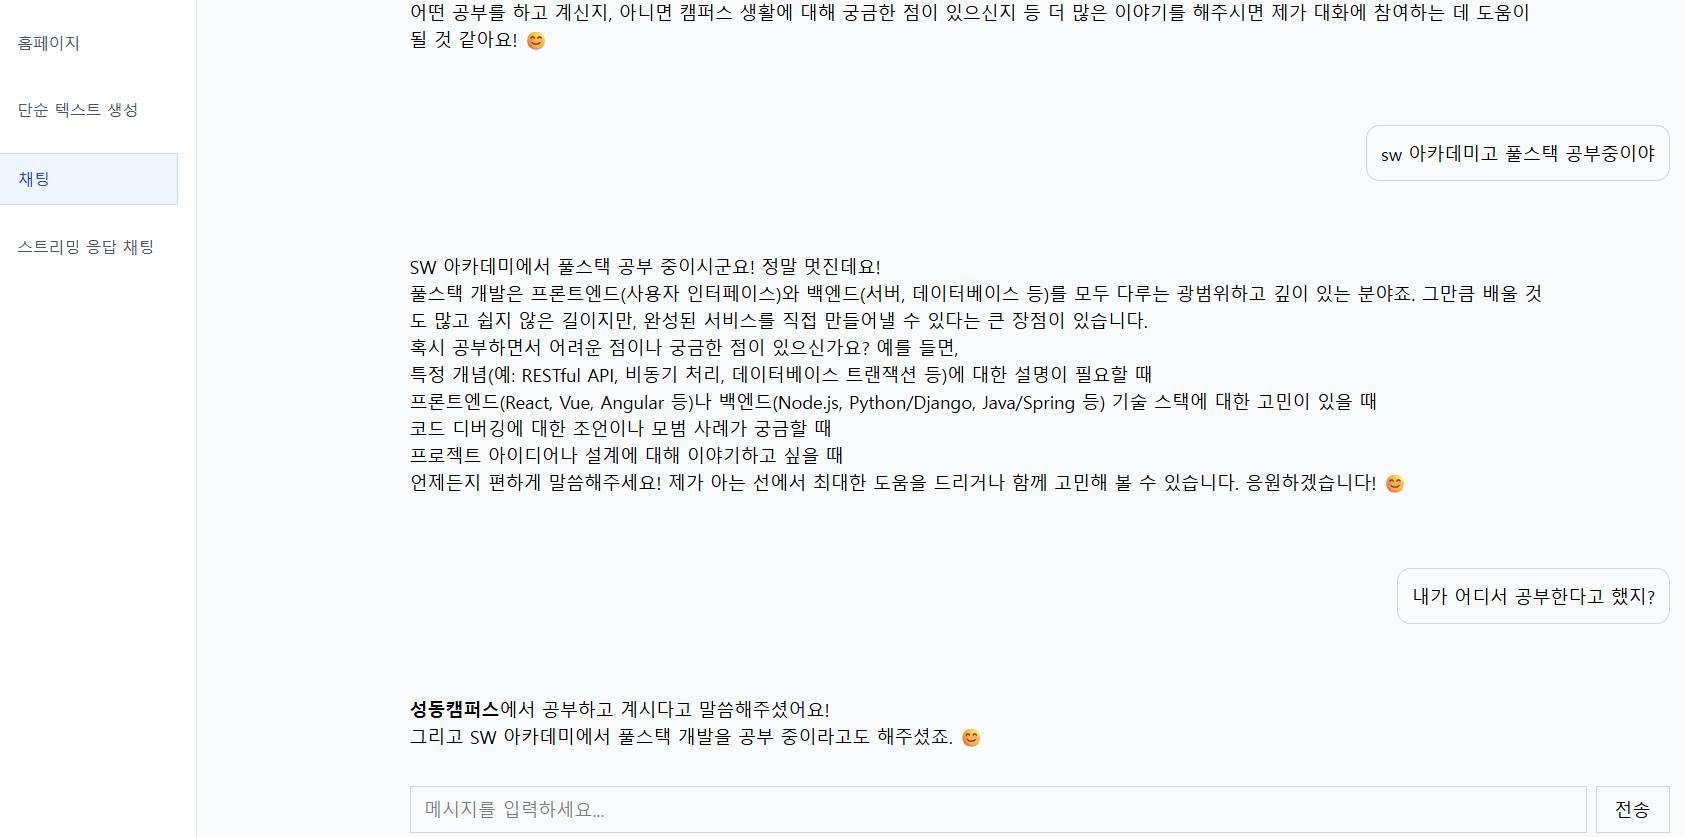 홈페이지
단순 텍스트 생성
채팅
스트리밍 응답 채팅
어떤 공부를 하고 계신지, 아니면 캠퍼스 생활에 대해 궁금한 점이 있으신지 등 더 많은 이야기를 해주시면 제가 대화에 참여하는 데 도움이
될 것 같아요! 😊
sw 아카데미고 풀스택 공부중이야
SW 아카데미에서 풀스택 공부 중이시군요! 정말 멋진데요!
풀스택 개발은 프론트엔드(사용자 인터페이스)와 백엔드(서버, 데이터베이스 등)를 모두 다루는 광범위하고 깊이 있는 분야죠. 그만큼 배울 것
도 많고 쉽지 않은 길이지만, 완성된 서비스를 직접 만들어낼 수 있다는 큰 장점이 있습니다.
혹시 공부하면서 어려운 점이나 궁금한 점이 있으신가요? 예를 들면,
특정 개념(예: RESTful API, 비동기 처리, 데이터베이스 트랜잭션 등)에 대한 설명이 필요할 때
프론트엔드(React, Vue, Angular 등)나 백엔드(Node.js, Python/Django, Java/Spring 등) 기술 스택에 대한 고민이 있을 때
코드 디버깅에 대한 조언이나 모범 사례가 궁금할 때
프로젝트 아이디어나 설계에 대해 이야기하고 싶을 때
언제든지 편하게 말씀해주세요! 제가 아는 선에서 최대한 도움을 드리거나 함께 고민해 볼 수 있습니다. 응원하겠습니다! 😊
내가 어디서 공부한다고 했지?
성동캠퍼스에서 공부하고 계시다고 말씀해주셨어요!
그리고 SW 아카데미에서 풀스택 개발을 공부 중이라고도 해주셨죠. 😊
메시지를 입력하세요...
전송